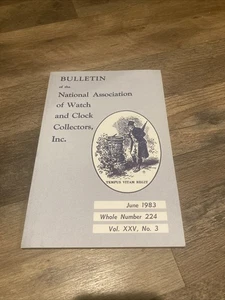 BULLETIN
of the
National Association
of Watch
and Clock
Collectors,
Inc.
TEMPUS VITAM REGIT
June 1983
Whole Number 224
Vol. XXV, No. 3